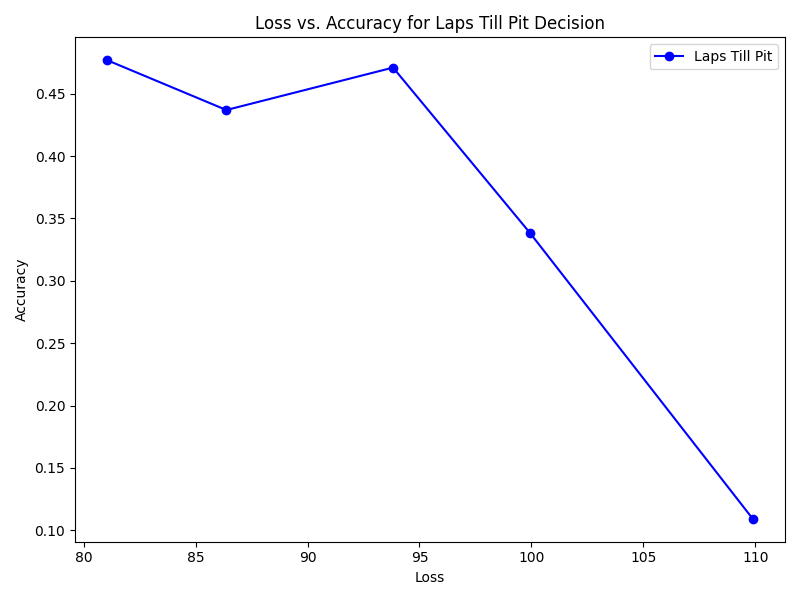 Loss vs. Accuracy for Laps Till Pit Decision
Laps Till Pit
0.45
0.40
0.35
0.30
0.25
0.20
0.15
0.10
Accuracy
80 85 90 95 100 105 110
Loss